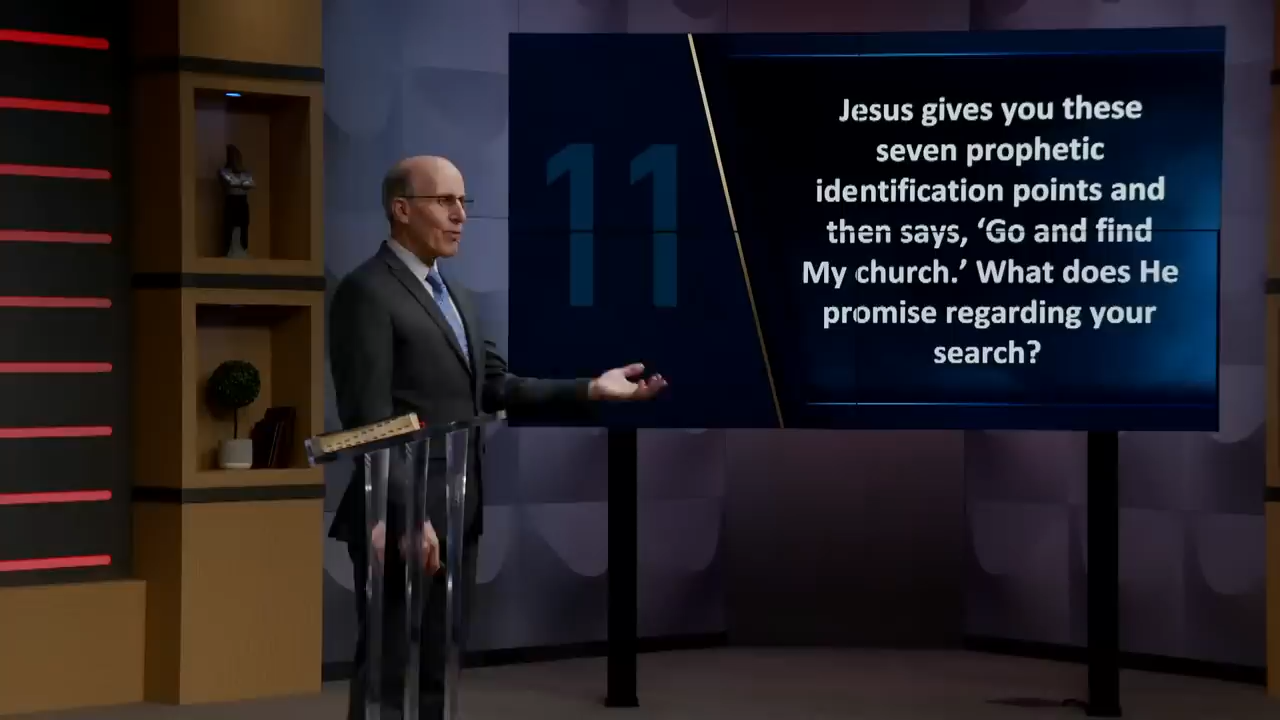 11
Jesus gives you these
seven prophetic
identification points and
then says, ‘Go and find
My church.’ What does He
promise regarding your
search?